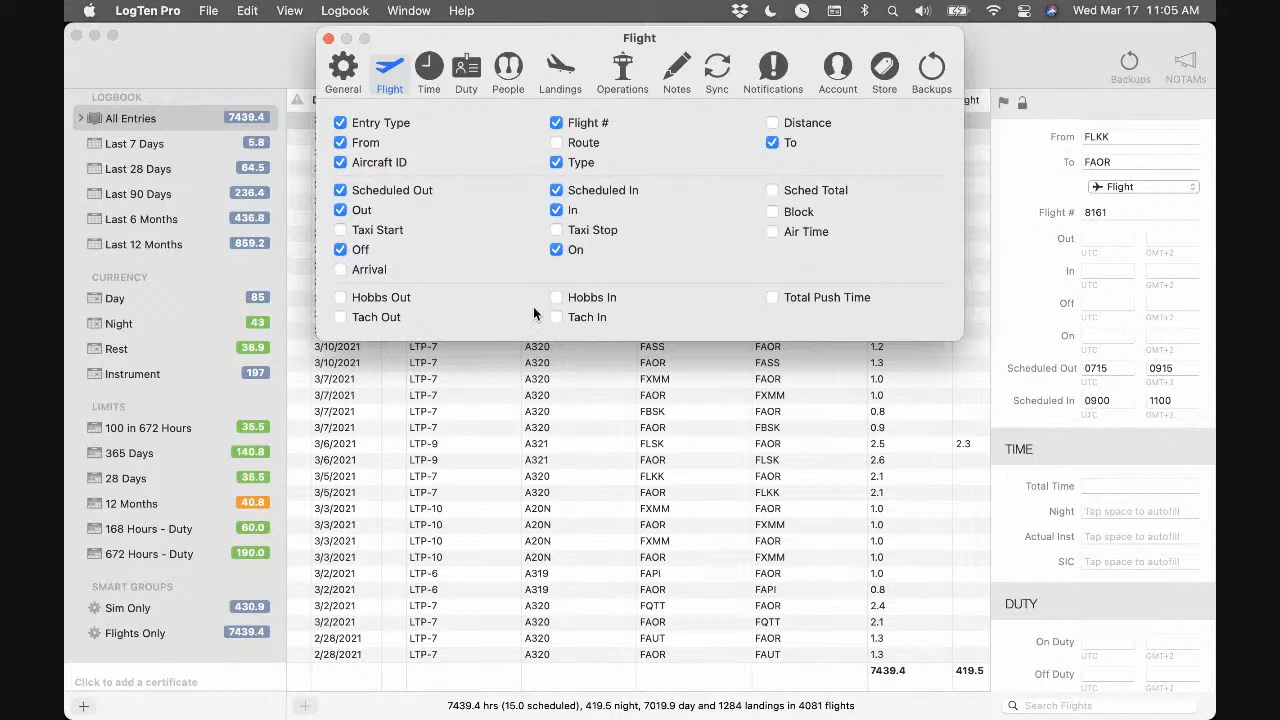 LogTen Pro File Edit View Logbook Window Help Wed Mar 17 11:05 AM
Flight
General Flight Time Duty People Landings Operations Notes Sync Notifications Account Store Backups
Backups NOTAMs
Entry Type Flight # Distance
From Route To
Aircraft ID Type
Scheduled Out Scheduled In Sched Total
Out In Block
Taxi Start Taxi Stop Air Time
Off On
Arrival
Hobbs Out Hobbs In Total Push Time
Tach Out Tach In
LOGBOOK
All Entries 7439.4
Last 7 Days 5.8
Last 28 Days 64.5
Last 90 Days 236.4
Last 6 Months 436.8
Last 12 Months 859.2
CURRENCY
Day 85
Night 43
Rest 36.9
Instrument 197
LIMITS
100 in 672 Hours 35.5
365 Days 140.8
28 Days 36.5
12 Months 40.8
168 Hours - Duty 60.0
672 Hours - Duty 190.0
SMART GROUPS
Sim Only 430.9
Flights Only 7439.4
Click to add a certificate
3/10/2021 LTP-7 A320 FASS FAOR 1.2
3/10/2021 LTP-7 A320 FAOR FASS 1.3
3/7/2021 LTP-7 A320 FXMM FAOR 1.0
3/7/2021 LTP-7 A320 FAOR FXMM 1.0
3/7/2021 LTP-7 A320 FBSK FAOR 0.8
3/7/2021 LTP-7 A320 FAOR FBSK 0.9
3/6/2021 LTP-9 A321 FLSK FAOR 2.5 2.3
3/6/2021 LTP-9 A321 FAOR FLSK 2.6
3/5/2021 LTP-7 A320 FLKK FAOR 2.1
3/5/2021 LTP-7 A320 FAOR FLKK 2.1
3/3/2021 LTP-10 A20N FXMM FAOR 1.0
3/3/2021 LTP-10 A20N FAOR FXMM 1.0
3/3/2021 LTP-10 A20N FXMM FAOR 1.0
3/3/2021 LTP-10 A20N FAOR FXMM 1.0
3/2/2021 LTP-6 A319 FAPI FAOR 1.0
3/2/2021 LTP-6 A319 FAOR FAPI 0.8
3/2/2021 LTP-7 A320 FQTT FAOR 2.4
3/2/2021 LTP-7 A320 FAOR FQTT 2.1
2/28/2021 LTP-7 A320 FAUT FAOR 1.3
2/28/2021 LTP-7 A320 FAOR FAUT 1.3
7439.4 419.5
7439.4 hrs (15.0 scheduled), 419.5 night, 7019.9 day and 1284 landings in 4081 flights
ght
From FLKK
To FAOR
Flight
Flight # 8161
Out
UTC GMT+2
In
UTC GMT+2
Off
UTC GMT+2
On
UTC GMT+2
Scheduled Out 0715 0915
UTC GMT+2
Scheduled In 0900 1100
UTC GMT+2
TIME
Total Time
Night Tap space to autofill
Actual Inst Tap space to autofill
SIC Tap space to autofill
DUTY
On Duty
UTC GMT+2
Off Duty
UTC GMT+2
Search Flights